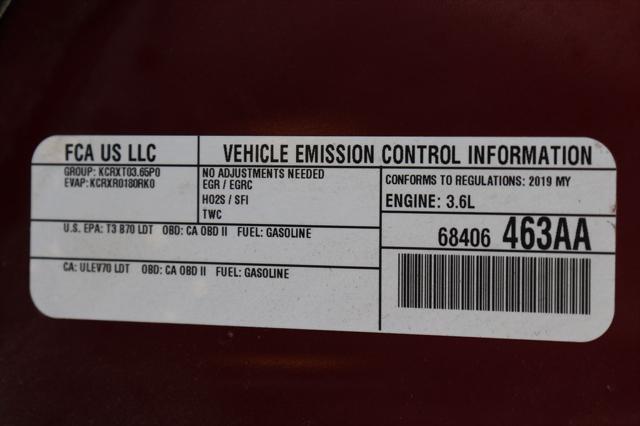 FCA US LLC
VEHICLE EMISSION CONTROL INFORMATION
GROUP: KCRXT03.65P0
EVAP: KCRXR0180RK0
NO ADJUSTMENTS NEEDED
EGR / EGRC
HO2S / SFI
TWC
CONFORMS TO REGULATIONS: 2019 MY
ENGINE: 3.6L
U.S. EPA: T3 B70 LDT OBD: CA OBD II FUEL: GASOLINE
CA: ULEV70 LDT OBD: CA OBD II FUEL: GASOLINE
68406 463AA